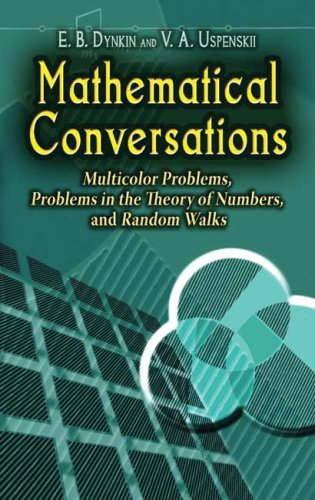 E. B. Dynkin and V. A. Uspenskii
Mathematical
Conversations
Multicolor Problems,
Problems in the Theory of Numbers,
and Random Walks